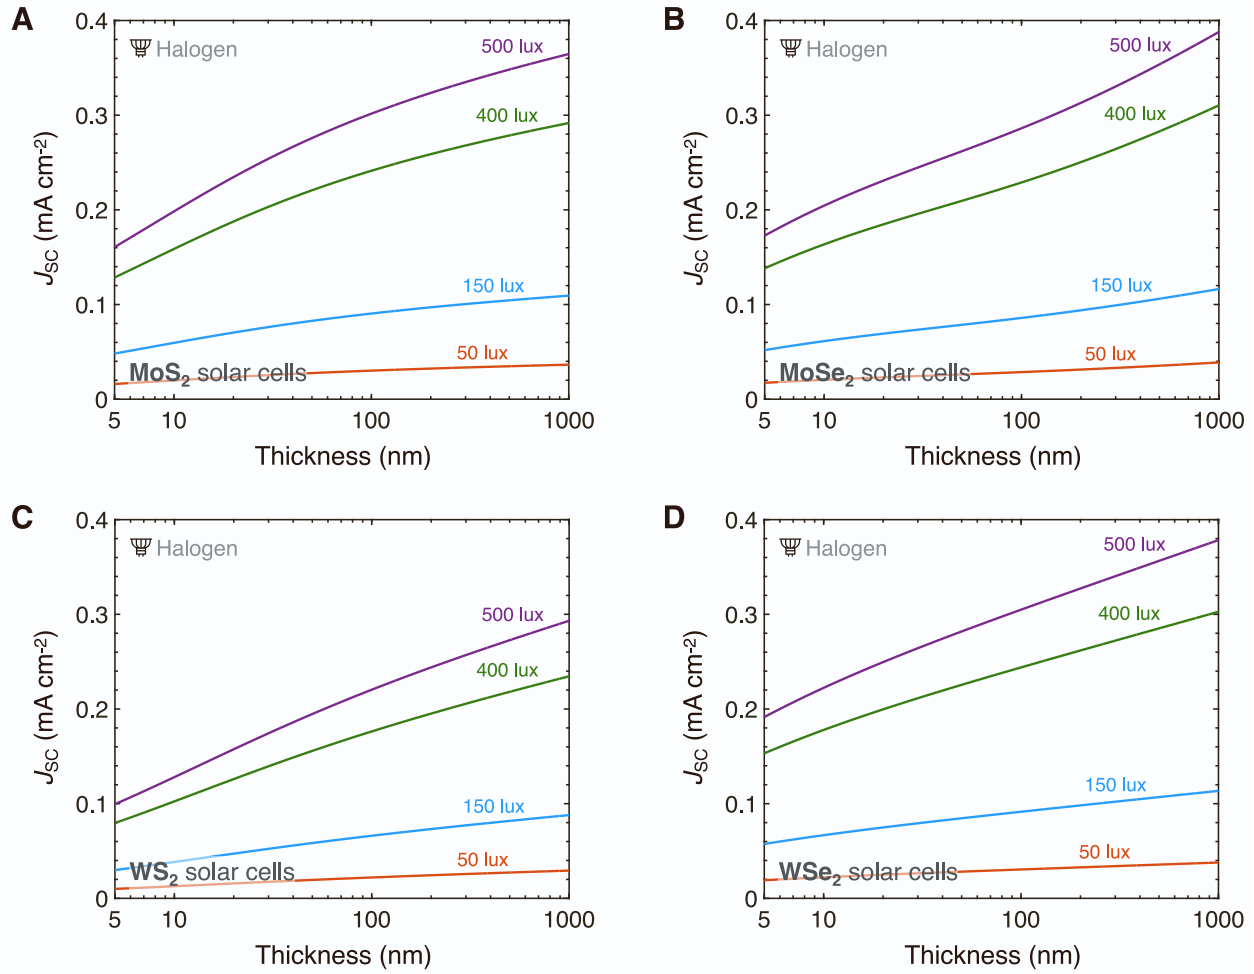 A
Halogen
500 lux
400 lux
150 lux
50 lux
MoS2 solar cells
0.4
0.3
0.2
0.1
0
JSC (mA cm-2)
5 10 100 1000
Thickness (nm)
B
Halogen
500 lux
400 lux
150 lux
50 lux
MoSe2 solar cells
0.4
0.3
0.2
0.1
0
JSC (mA cm-2)
5 10 100 1000
Thickness (nm)
C
Halogen
500 lux
400 lux
150 lux
50 lux
WS2 solar cells
0.4
0.3
0.2
0.1
0
JSC (mA cm-2)
5 10 100 1000
Thickness (nm)
D
Halogen
500 lux
400 lux
150 lux
50 lux
WSe2 solar cells
0.4
0.3
0.2
0.1
0
JSC (mA cm-2)
5 10 100 1000
Thickness (nm)